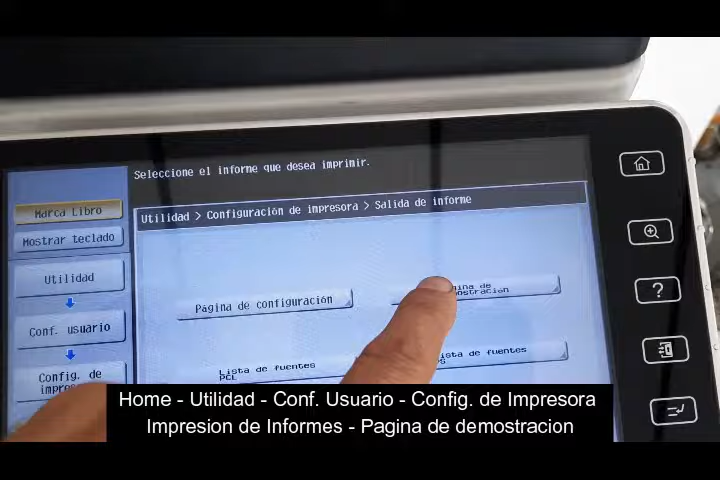 Seleccione el informe que desea imprimir.
Marca Libro
Utilidad > Configuración de impresora > Salida de informe
Mostrar teclado
Utilidad
Página de configuración
Conf. usuario
Lista de fuentes
PCL
Config. de
Home - Utilidad - Conf. Usuario - Config. de Impresora
Impresion de Informes - Pagina de demostracion